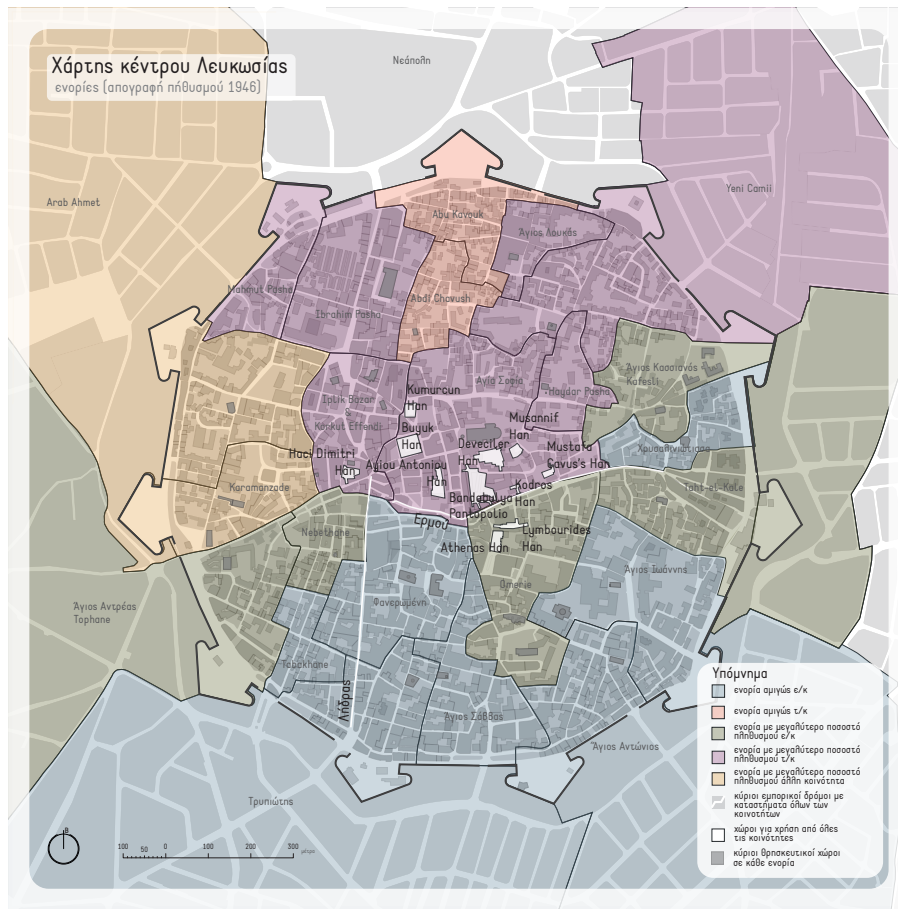 Χάρτης κέντρου Λευκωσίας
ενορίες (απογραφή πήθυσμού 1946)
Νεάπολη
Arab Ahmet
Yeni Camii
Abu Kavouk
Άγιος Λουκάς
Mahmut Pasha
Abdi Chavush
Ibrahim Pasha
Άγιος Κασσιανός
Kafesli
Αγία Σοφία
Haydar Pasha
Iplik Bazar
Korkut Effendi
Kumurcun
Han
Buyuk
Han
Musannif
Han
Deveciler
Han
Mustafa
Cavus's Han
Χρυσαλινιώτισσα
Haci Dimitri
Han
Agiou Antoniou
Han
Karamanzade
Taht-el-Kale
Kodros
Han
Bandabulya
Pantopolio
Ερμού
Nebethane
Lymbourides
Han
Athenas Han
Omerie
Άγιος Ιωάννης
Φανερωμένη
Άγιος Αντρέας
Tophane
Tabakhane
Λήδρας
Άγιος Σάββας
Άγιος Αντώνιος
Τρυπιώτης
Β
100 50 0 100 200 300
Υπόμνημα
ενορία αμιγώς ε/κ
ενορία αμιγώς τ/κ
ενορία με μεγαλύτερο ποσοστό
πληθυσμού ε/κ
ενορία με μεγαλύτερο ποσοστό
πληθυσμού τ/κ
ενορία με μεγαλύτερο ποσοστό
πληθυσμού άλλη κοινότητα
κύριοι εμπορικοί δρόμοι με
καταστήματα όλων των
κοινοτήτων
χώροι για χρήση από όλες
τις κοινότητες
κύριοι θρησκευτικοί χώροι
σε κάθε ενορία